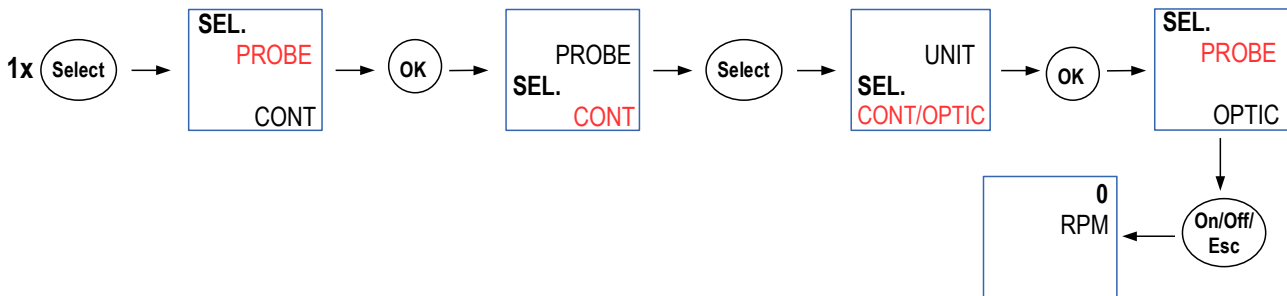 1x
Select
SEL.
PROBE
CONT
OK
PROBE
SEL.
CONT
Select
UNIT
SEL.
CONT/OPTIC
OK
SEL.
PROBE
OPTIC
On/Off/
Esc
0
RPM